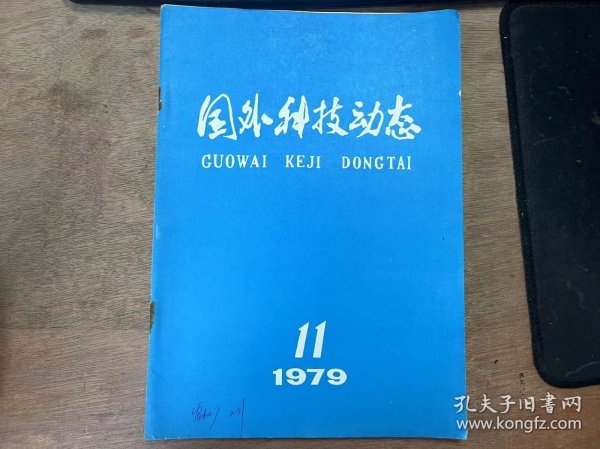 国外科技动态
GUOWAI KEJI DONGTAI
11
1979
孔夫子旧书网
www.kongfz.com